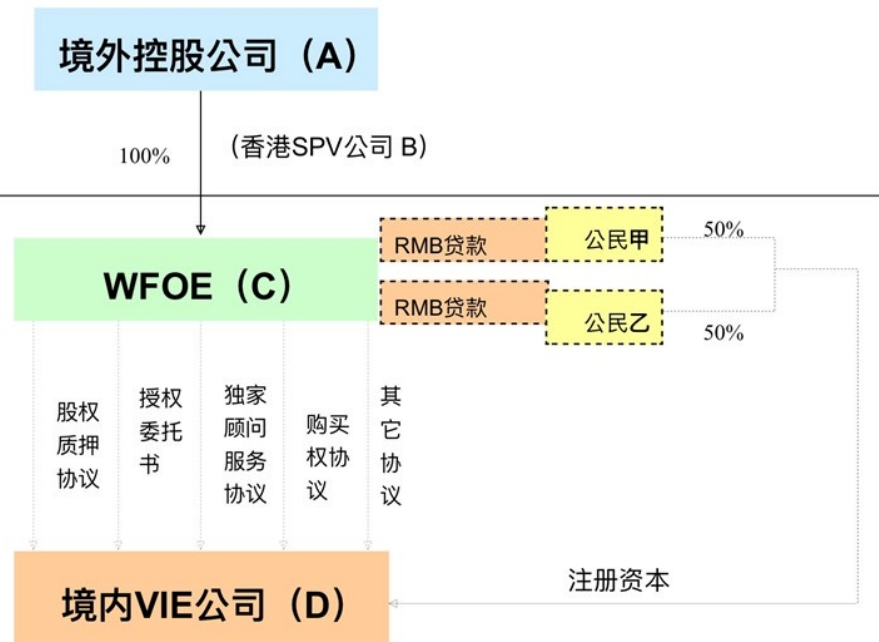 境外控股公司（A）
100%
（香港SPV公司 B）
RMB贷款
公民甲
50%
WFOE（C）
RMB贷款
公民乙
50%
股权
质押
协议
授权
委托
书
独家
顾问
服务
协议
购买
权协
议
其
它
协
议
境内VIE公司（D）
注册资本